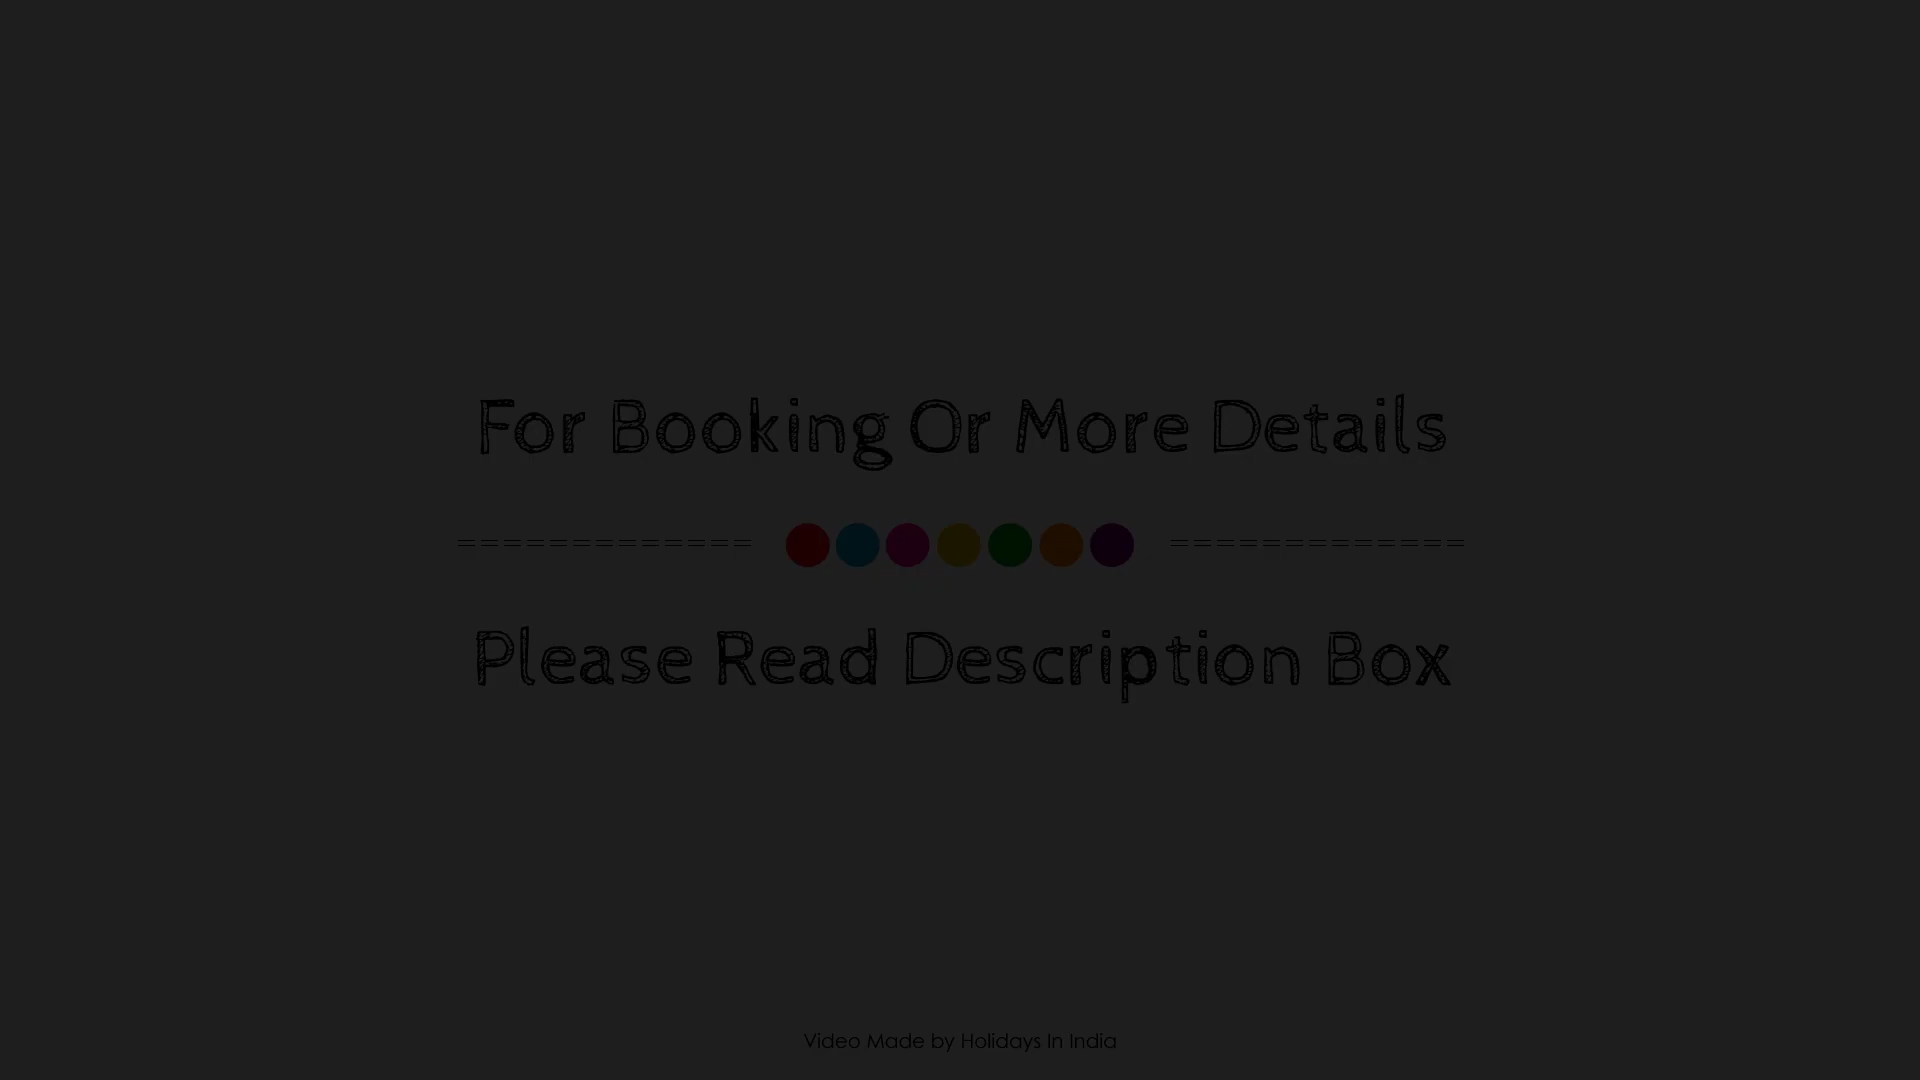 For Booking Or More Details
============= =============
Please Read Description Box
Video Made by Holidays In India